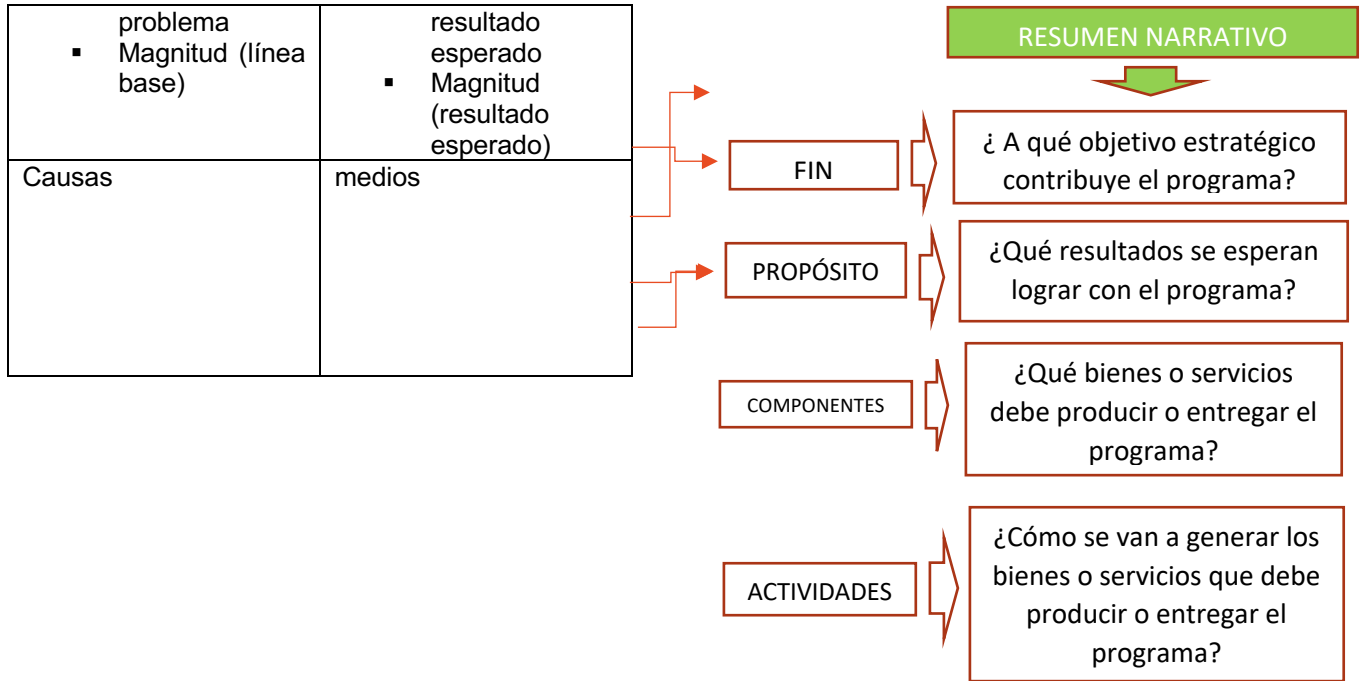 problema
▪ Magnitud (línea
base)
resultado
esperado
▪ Magnitud
(resultado
esperado)
Causas
medios
RESUMEN NARRATIVO
FIN
¿ A qué objetivo estratégico
contribuye el programa?
PROPÓSITO
¿Qué resultados se esperan
lograr con el programa?
COMPONENTES
¿Qué bienes o servicios
debe producir o entregar el
programa?
ACTIVIDADES
¿Cómo se van a generar los
bienes o servicios que debe
producir o entregar el
programa?